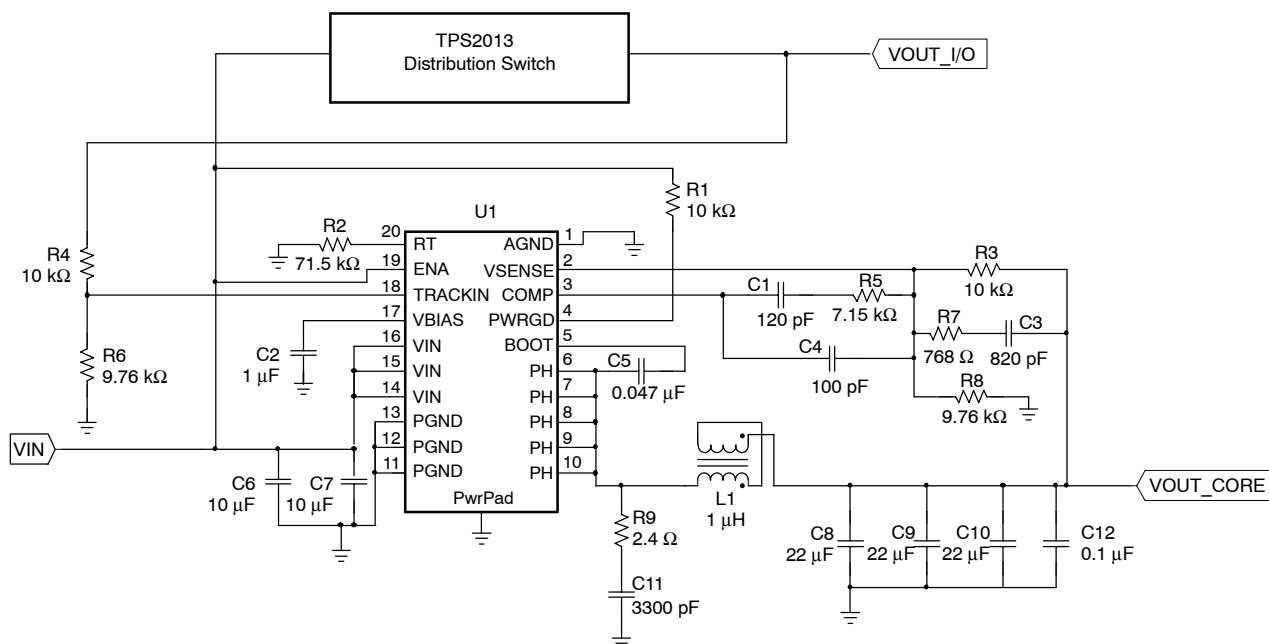 TPS2013
Distribution Switch
VOUT_I/O
R1
10 kΩ
U1
R2
71.5 kΩ
R4
10 kΩ
R6
9.76 kΩ
C2
1 μF
20
19
18
17
16
15
14
13
12
11
RT
ENA
TRACKIN
VBIAS
VIN
VIN
VIN
PGND
PGND
PGND
AGND
VSENSE
COMP
PWRGD
BOOT
PH
PH
PH
PH
PH
PwrPad
1
2
3
4
5
6
7
8
9
10
C1
120 pF
R5
7.15 kΩ
R3
10 kΩ
R7
768 Ω
C3
820 pF
C4
100 pF
R8
9.76 kΩ
C5
0.047 μF
VIN
C6
10 μF
C7
10 μF
L1
1 μH
R9
2.4 Ω
C11
3300 pF
VOUT_CORE
C8
22 μF
C9
22 μF
C10
22 μF
C12
0.1 μF